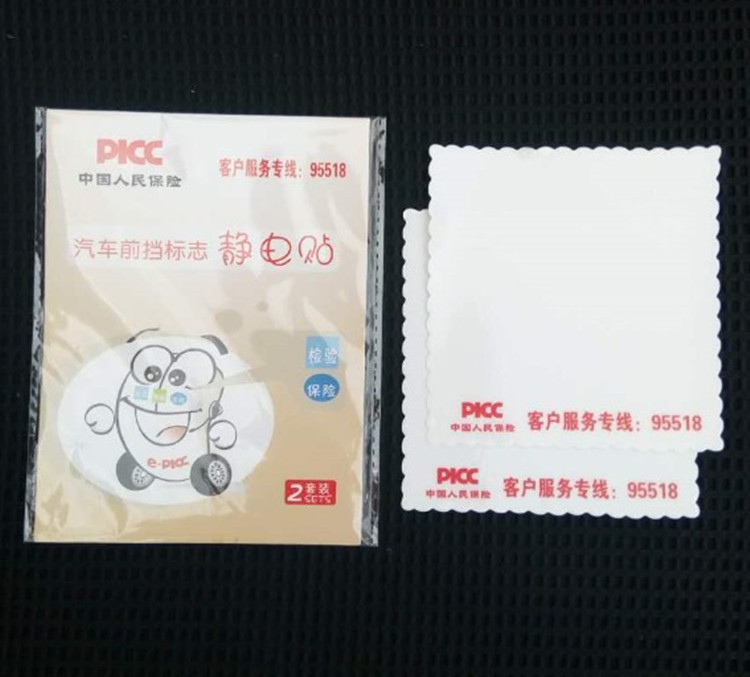 PICC
中国人民保险
客户服务专线：95518
汽车前挡标志 静电贴
检验
保险
e-PICC
2套装
SETS
PICC
中国人民保险
客户服务专线：95518
PICC
中国人民保险
客户服务专线：95518